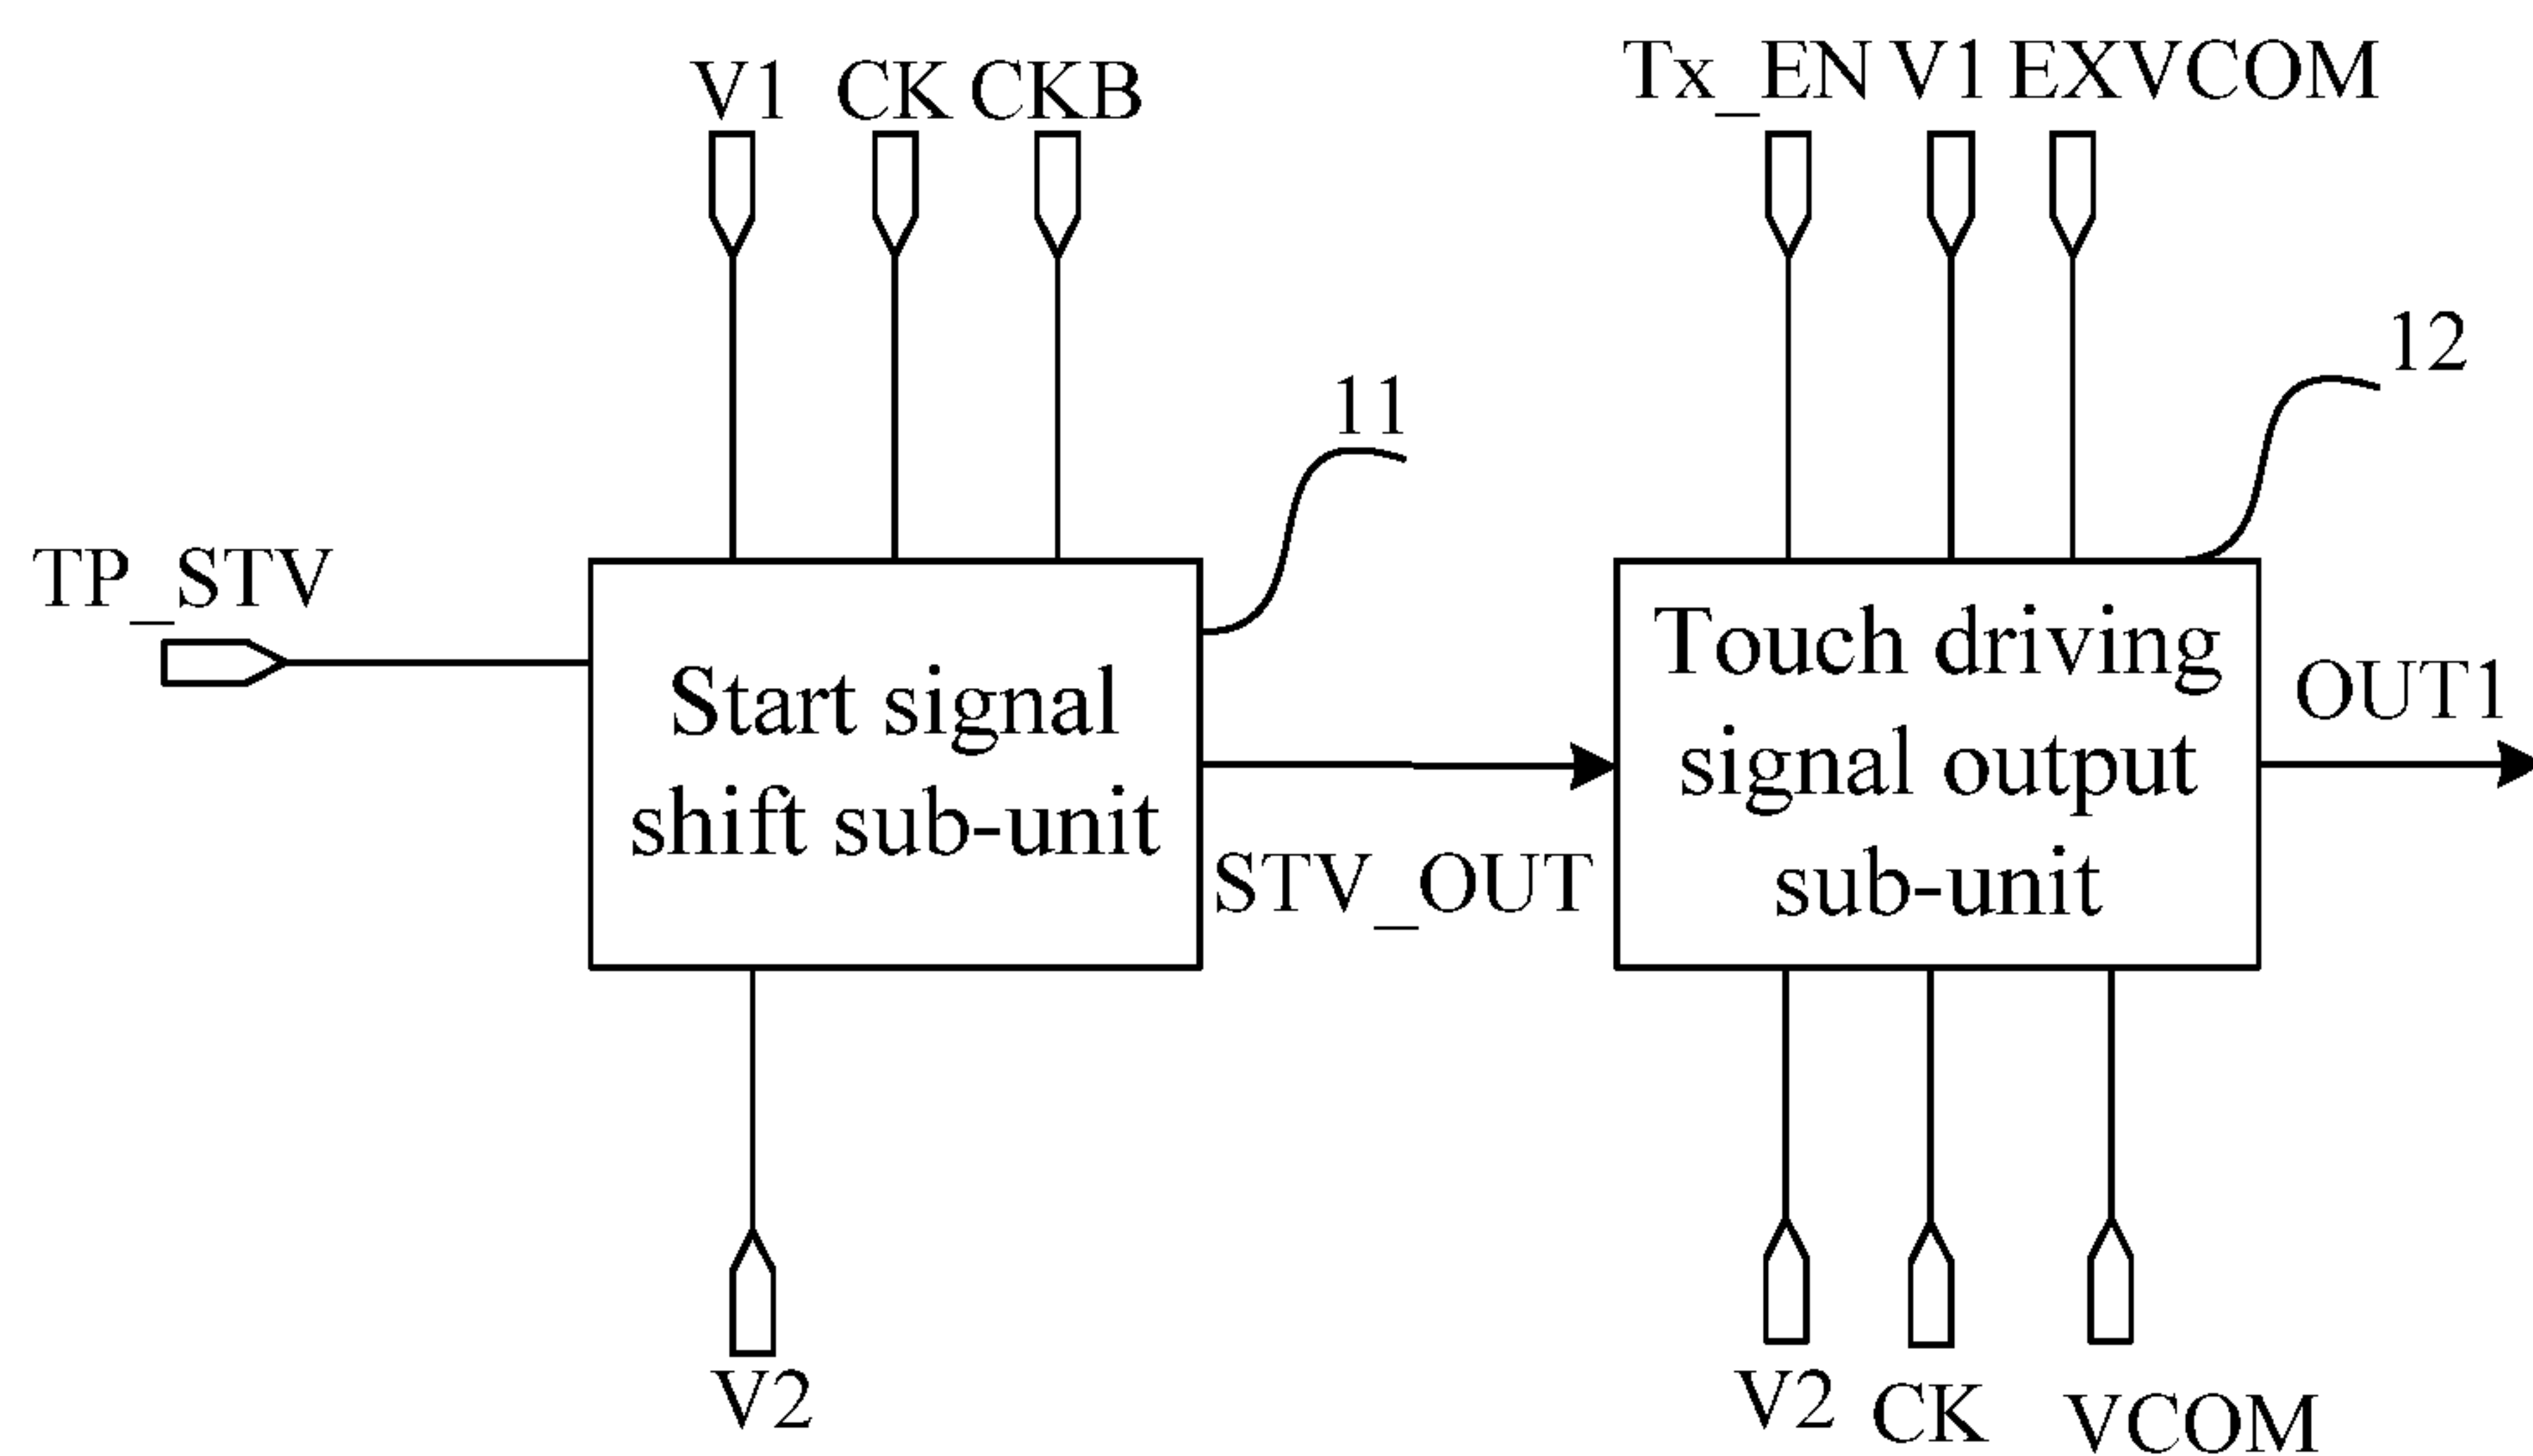 V1 CK CKB
Tx_EN V1 EXVCOM
12
11
TP_STV
Start signal
shift sub-unit
STV_OUT
Touch driving
signal output
sub-unit
OUT1
V2
V2 CK VCOM